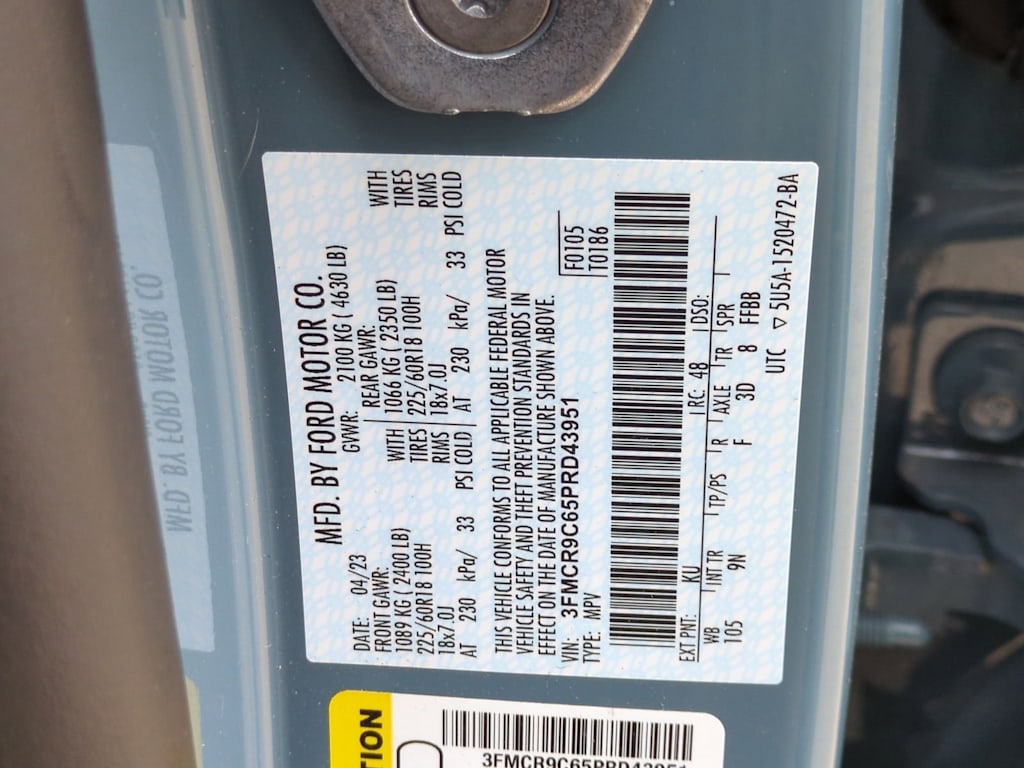 MFD. BY FORD MOTOR CO.
DATE: 04/23 GVWR: 2100 KG ( 4630 LB)
FRONT GAWR: REAR GAWR:
1089 KG ( 2400 LB) WITH 1066 KG ( 2350 LB) WITH
225/60R18 100H TIRES 225/60R18 100H TIRES
18x7.0J RIMS 18x7.0J RIMS
AT 230 kPa/ 33 PSI COLD AT 230 kPa/ 33 PSI COLD
THIS VEHICLE CONFORMS TO ALL APPLICABLE FEDERAL MOTOR
VEHICLE SAFETY AND THEFT PREVENTION STANDARDS IN
EFFECT ON THE DATE OF MANUFACTURE SHOWN ABOVE.
VIN: 3FMCR9C65PRD43951 F0105
TYPE: MPV T0186
EXT PNT: KU RC: 48 DSO:
WB INT TR TP/PS R AXLE TR SPR
105 9N F 3D 8 FFBB
UTC ▽ 5U5A-1520472-BA
MFD. BY FORD MOTOR CO.
TION
3FMCR9C65PRD43951